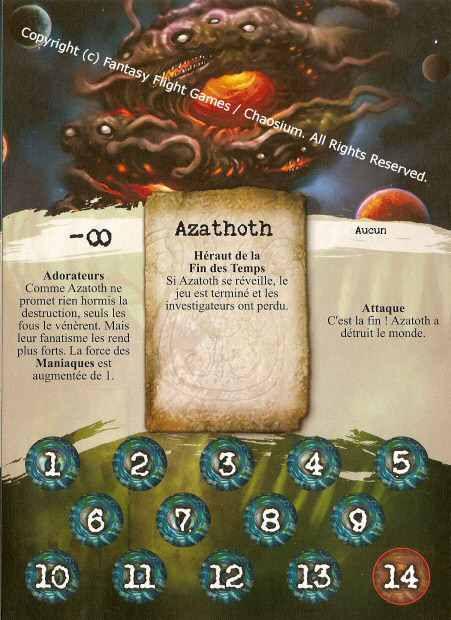 Copyright (c) Fantasy Flight Games / Chaosium. All Rights Reserved.
-∞
Azathoth
Aucun
Héraut de la
Fin des Temps
Si Azatoth se réveille, le
jeu est terminé et les
investigateurs ont perdu.
Adorateurs
Comme Azatoth ne
promet rien hormis la
destruction, seuls les
fous le vénèrent. Mais
leur fanatisme les rend
plus forts. La force des
Maniaques est
augmentée de 1.
Attaque
C'est la fin ! Azatoth a
détruit le monde.
1 2 3 4 5
6 7 8 9
10 11 12 13 14